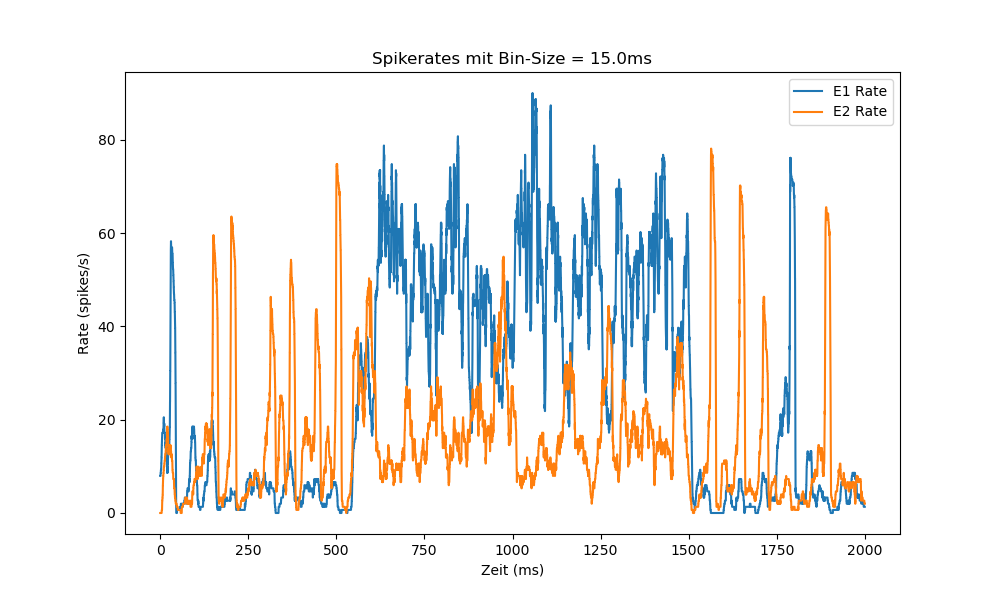 Spikerates mit Bin-Size = 15.0ms
E1 Rate
E2 Rate
Rate (spikes/s)
80
60
40
20
0
0 250 500 750 1000 1250 1500 1750 2000
Zeit (ms)